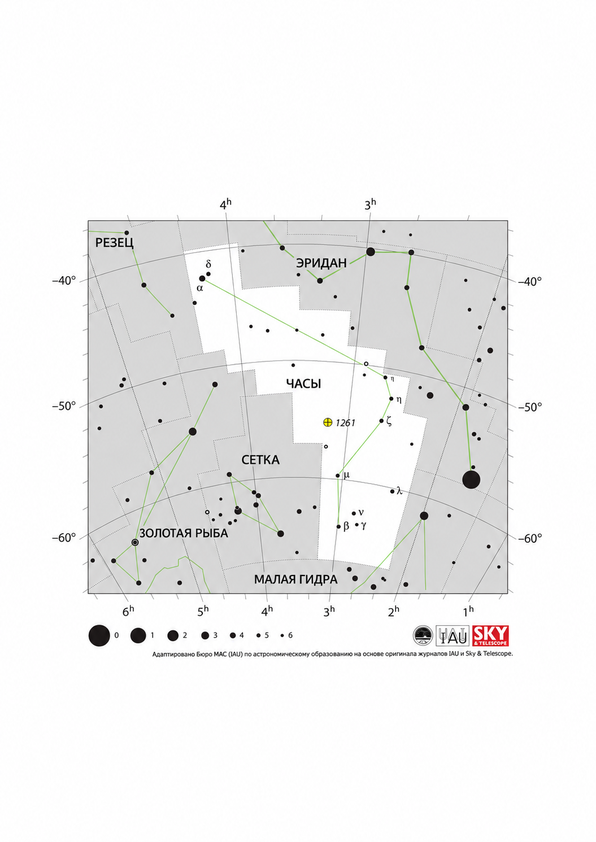 4h 3h
РЕЗЕЦ
δ
ЭРИДАН
–40° –40°
α
ЧАСЫ
η
η
–50° –50°
1261 ζ
СЕТКА
μ
λ
ν
β γ
ЗОЛОТАЯ РЫБА
–60° –60°
МАЛАЯ ГИДРА
6h 5h 4h 3h 2h 1h
0 1 2 3 4 5 6
IAU
SKY
& TELESCOPE
Адаптировано Бюро МАС (IAU) по астрономическому образованию на основе оригинала журналов IAU и Sky & Telescope.